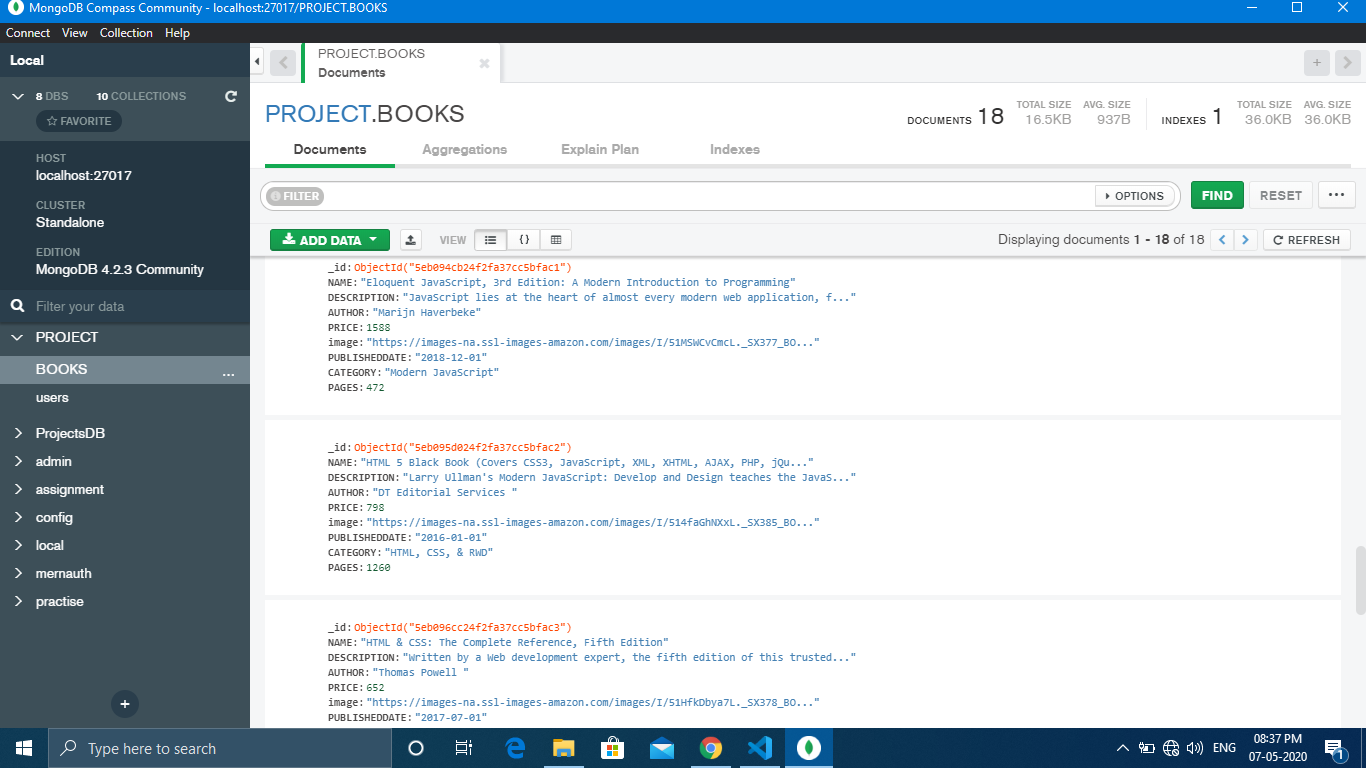 MongoDB Compass Community - localhost:27017/PROJECT.BOOKS
Connect View Collection Help
Local
8 DBS 10 COLLECTIONS
FAVORITE
HOST
localhost:27017
CLUSTER
Standalone
EDITION
MongoDB 4.2.3 Community
Filter your data
PROJECT
BOOKS ...
users
ProjectsDB
admin
assignment
config
local
mernauth
practise
+
PROJECT.BOOKS
Documents
+
PROJECT.BOOKS
DOCUMENTS 18 TOTAL SIZE 16.5KB AVG. SIZE 937B INDEXES 1 TOTAL SIZE 36.0KB AVG. SIZE 36.0KB
Documents Aggregations Explain Plan Indexes
FILTER OPTIONS FIND RESET ...
ADD DATA VIEW {} Displaying documents 1 - 18 of 18 REFRESH
_id: ObjectId("5eb094cb24f2fa37cc5bfac1")
NAME: "Eloquent JavaScript, 3rd Edition: A Modern Introduction to Programming"
DESCRIPTION: "JavaScript lies at the heart of almost every modern web application, f..."
AUTHOR: "Marijn Haverbeke"
PRICE: 1588
image: "https://images-na.ssl-images-amazon.com/images/I/51MSWCvCmcL._SX377_BO..."
PUBLISHEDDATE: "2018-12-01"
CATEGORY: "Modern JavaScript"
PAGES: 472
_id: ObjectId("5eb095d024f2fa37cc5bfac2")
NAME: "HTML 5 Black Book (Covers CSS3, JavaScript, XML, XHTML, AJAX, PHP, jQu..."
DESCRIPTION: "Larry Ullman's Modern JavaScript: Develop and Design teaches the JavaS..."
AUTHOR: "DT Editorial Services "
PRICE: 798
image: "https://images-na.ssl-images-amazon.com/images/I/514faGhNXxL._SX385_BO..."
PUBLISHEDDATE: "2016-01-01"
CATEGORY: "HTML, CSS, & RWD"
PAGES: 1260
_id: ObjectId("5eb096cc24f2fa37cc5bfac3")
NAME: "HTML & CSS: The Complete Reference, Fifth Edition"
DESCRIPTION: "Written by a Web development expert, the fifth edition of this trusted..."
AUTHOR: "Thomas Powell "
PRICE: 652
image: "https://images-na.ssl-images-amazon.com/images/I/51HfkDbya7L._SX378_BO..."
PUBLISHEDDATE: "2017-07-01"
Type here to search
ENG
08:37 PM
07-05-2020
1